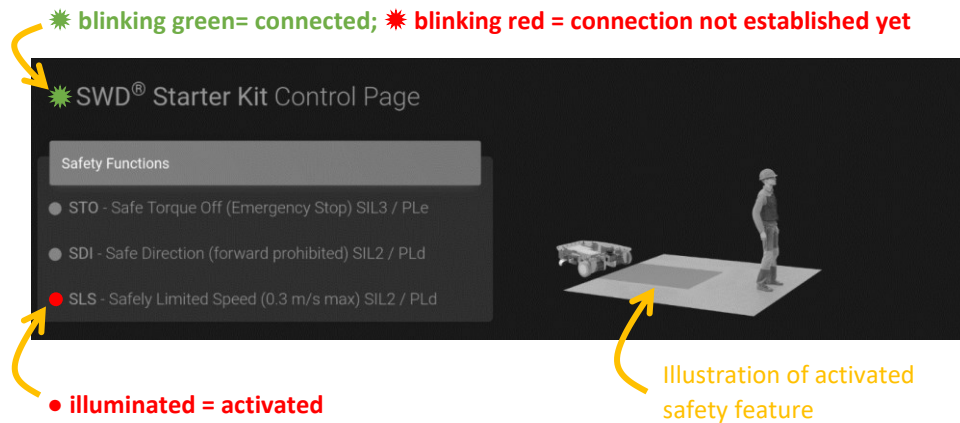 blinking green= connected; blinking red = connection not established yet
SWD® Starter Kit Control Page
Safety Functions
STO - Safe Torque Off (Emergency Stop) SIL3 / PLe
SDI - Safe Direction (forward prohibited) SIL2 / PLd
SLS - Safely Limited Speed (0.3 m/s max) SIL2 / PLd
Illustration of activated
safety feature
• illuminated = activated